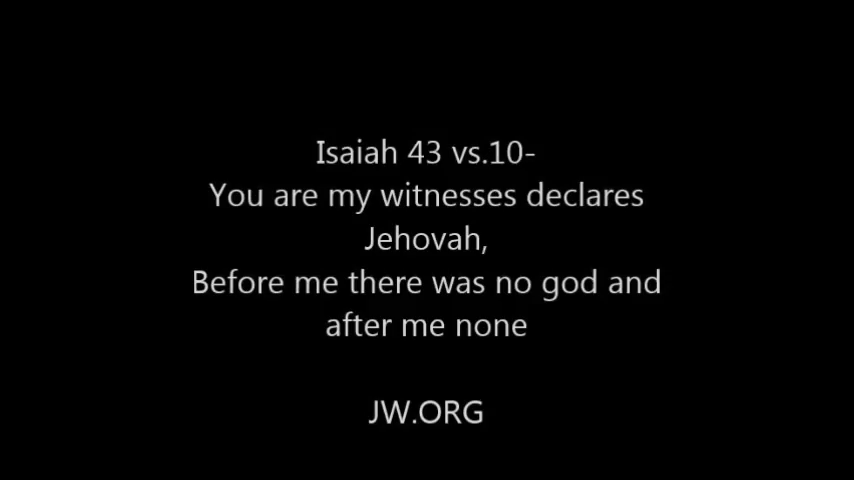 Isaiah 43 vs.10-
You are my witnesses declares
Jehovah,
Before me there was no god and
after me none
JW.ORG